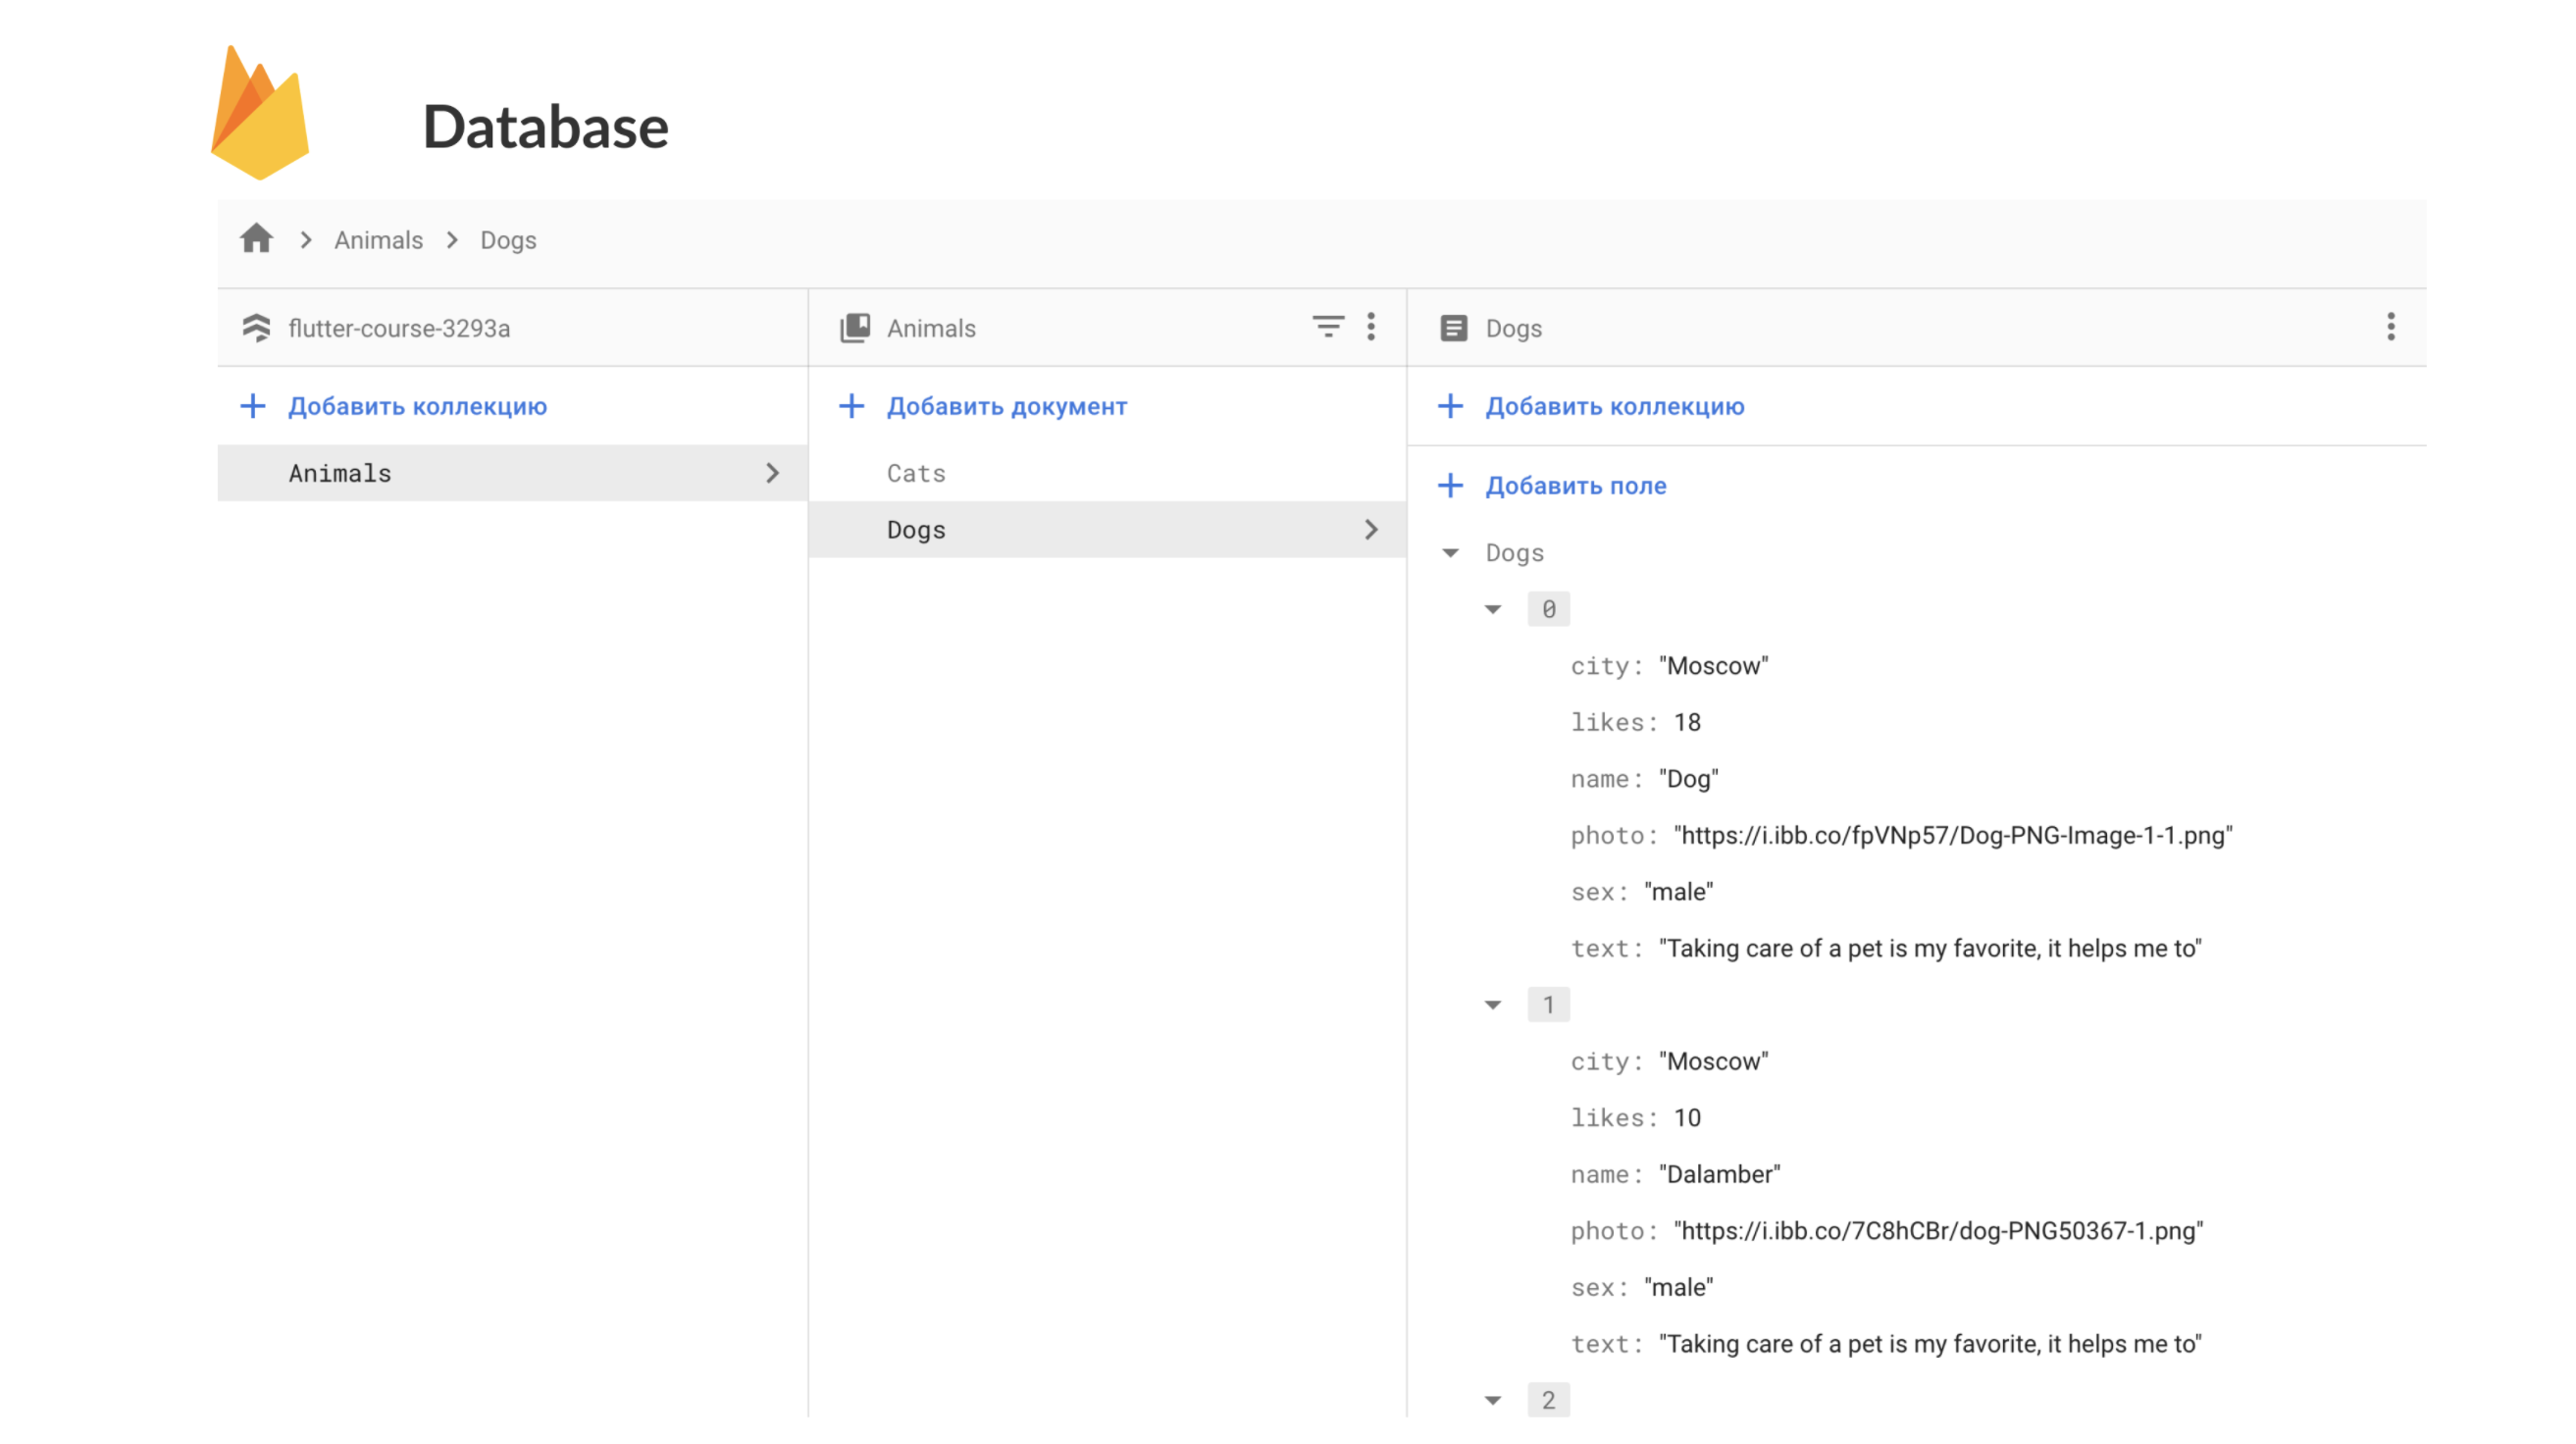 Database
Animals Dogs
flutter-course-3293a
Добавить коллекцию
Animals
Animals
Добавить документ
Cats
Dogs
Dogs
Добавить коллекцию
Добавить поле
Dogs
0
city: "Moscow"
likes: 18
name: "Dog"
photo: "https://i.ibb.co/fpVNp57/Dog-PNG-Image-1-1.png"
sex: "male"
text: "Taking care of a pet is my favorite, it helps me to"
1
city: "Moscow"
likes: 10
name: "Dalamber"
photo: "https://i.ibb.co/7C8hCBr/dog-PNG50367-1.png"
sex: "male"
text: "Taking care of a pet is my favorite, it helps me to"
2